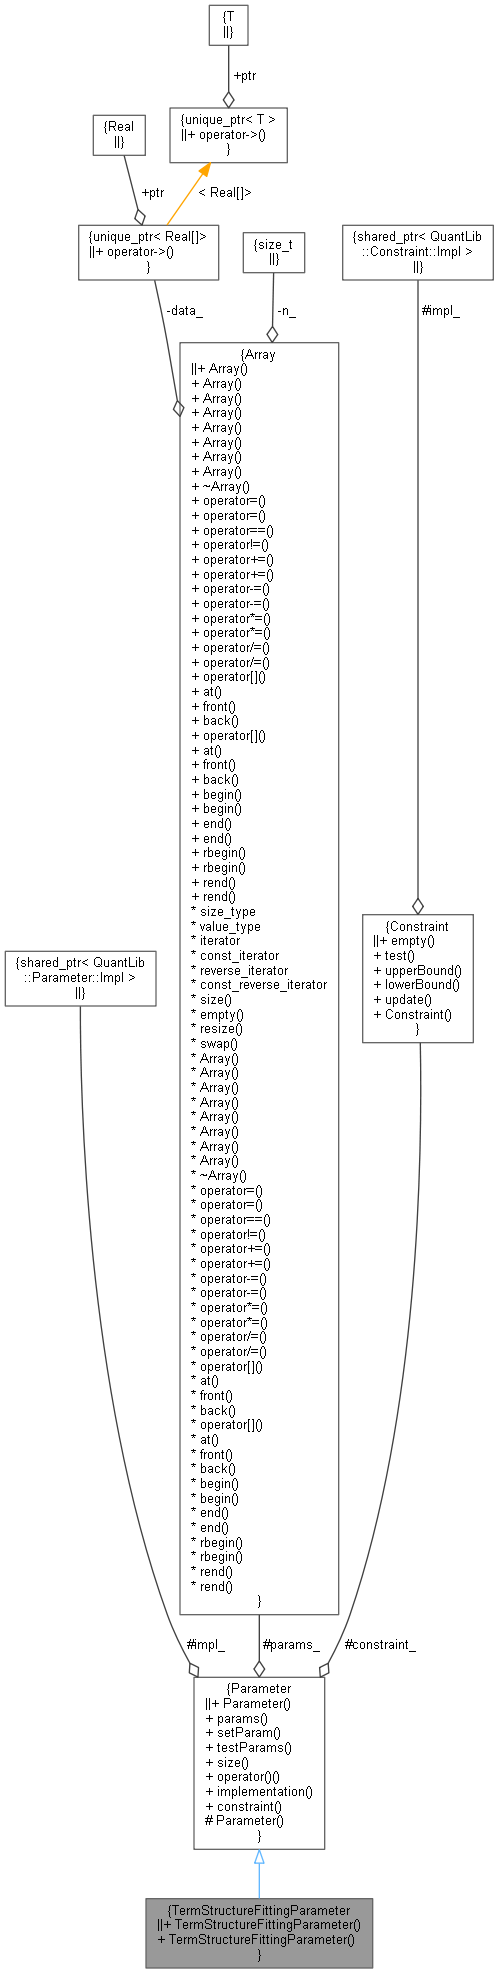 {T
||}
+ptr
{unique_ptr< T >
||+ operator->()
}
{Real
||}
+ptr
< Real[]>
{unique_ptr< Real[]>
||+ operator->()
}
{size_t
||}
{shared_ptr< QuantLib
::Constraint::Impl >
||}
-data_
-n_
#impl_
{Array
||+ Array()
+ Array()
+ Array()
+ Array()
+ Array()
+ Array()
+ Array()
+ Array()
+ ~Array()
+ operator=()
+ operator=()
+ operator==()
+ operator!=()
+ operator+=()
+ operator+=()
+ operator-=()
+ operator-=()
+ operator*=()
+ operator*=()
+ operator/=()
+ operator/=()
+ operator[]()
+ at()
+ front()
+ back()
+ operator[]()
+ at()
+ front()
+ back()
+ begin()
+ begin()
+ end()
+ end()
+ rbegin()
+ rbegin()
+ rend()
+ rend()
* size_type
* value_type
* iterator
* const_iterator
* reverse_iterator
* const_reverse_iterator
* size()
* empty()
* resize()
* swap()
* Array()
* Array()
* Array()
* Array()
* Array()
* Array()
* Array()
* Array()
* ~Array()
* operator=()
* operator=()
* operator==()
* operator!=()
* operator+=()
* operator+=()
* operator-=()
* operator-=()
* operator*=()
* operator*=()
* operator/=()
* operator/=()
* operator[]()
* at()
* front()
* back()
* operator[]()
* at()
* front()
* back()
* begin()
* begin()
* end()
* end()
* rbegin()
* rbegin()
* rend()
* rend()
}
{Constraint
||+ empty()
+ test()
+ upperBound()
+ lowerBound()
+ update()
+ Constraint()
}
{shared_ptr< QuantLib
::Parameter::Impl >
||}
#impl_
#params_
#constraint_
{Parameter
||+ Parameter()
+ params()
+ setParam()
+ testParams()
+ size()
+ operator()()
+ implementation()
+ constraint()
# Parameter()
}
{TermStructureFittingParameter
||+ TermStructureFittingParameter()
+ TermStructureFittingParameter()
}